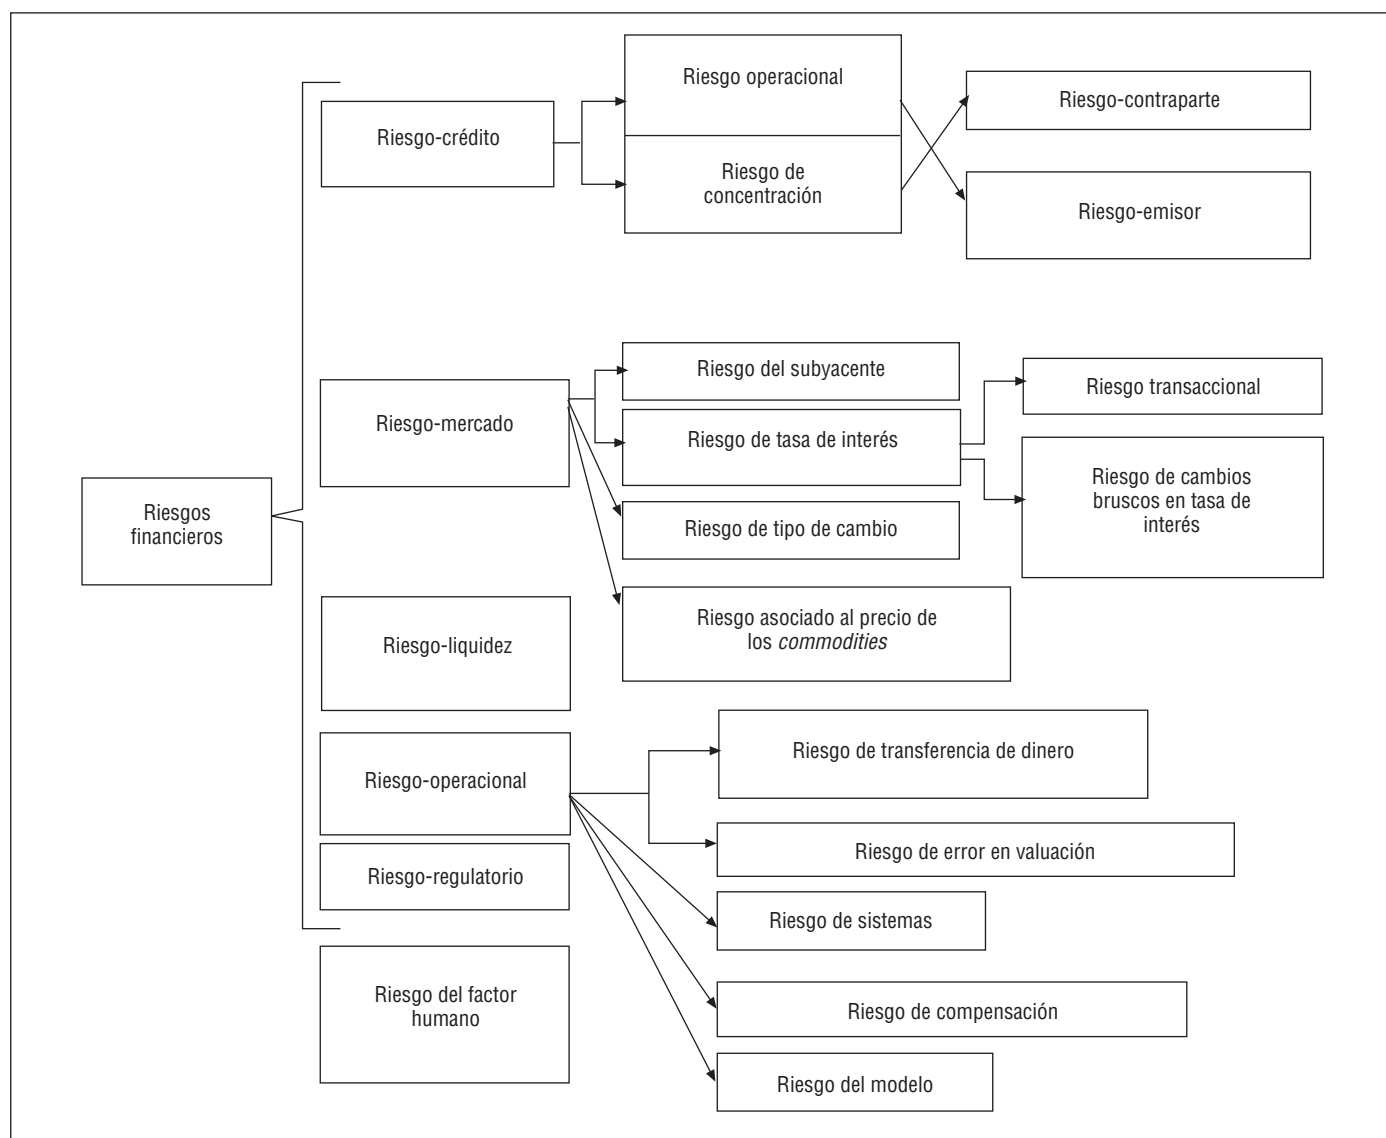 Riesgos
financieros
Riesgo-crédito
Riesgo operacional
Riesgo de
concentración
Riesgo-contraparte
Riesgo-emisor
Riesgo-mercado
Riesgo del subyacente
Riesgo de tasa de interés
Riesgo transaccional
Riesgo de cambios
bruscos en tasa de
interés
Riesgo de tipo de cambio
Riesgo asociado al precio de
los commodities
Riesgo-liquidez
Riesgo-operacional
Riesgo de transferencia de dinero
Riesgo de error en valuación
Riesgo de sistemas
Riesgo de compensación
Riesgo del modelo
Riesgo-regulatorio
Riesgo del factor
humano